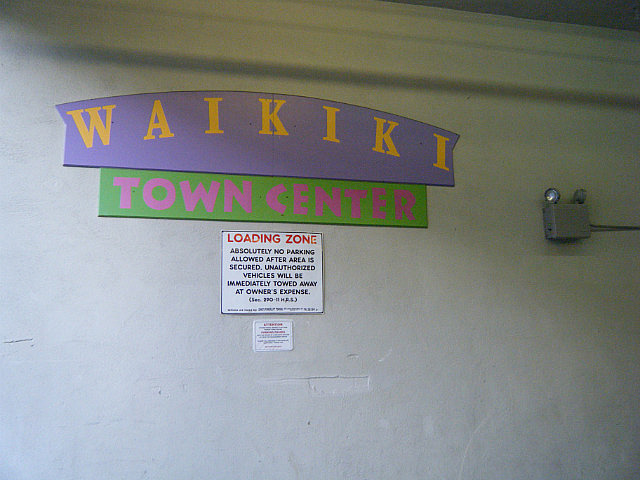 WAIKIKI
TOWN CENTER
LOADING ZONE
ABSOLUTELY NO PARKING
ALLOWED AFTER AREA IS
SECURED. UNAUTHORIZED
VEHICLES WILL BE
IMMEDIATELY TOWED AWAY
AT OWNER'S EXPENSE.
(Sec. 290-11 H.R.S.)
ATTENTION